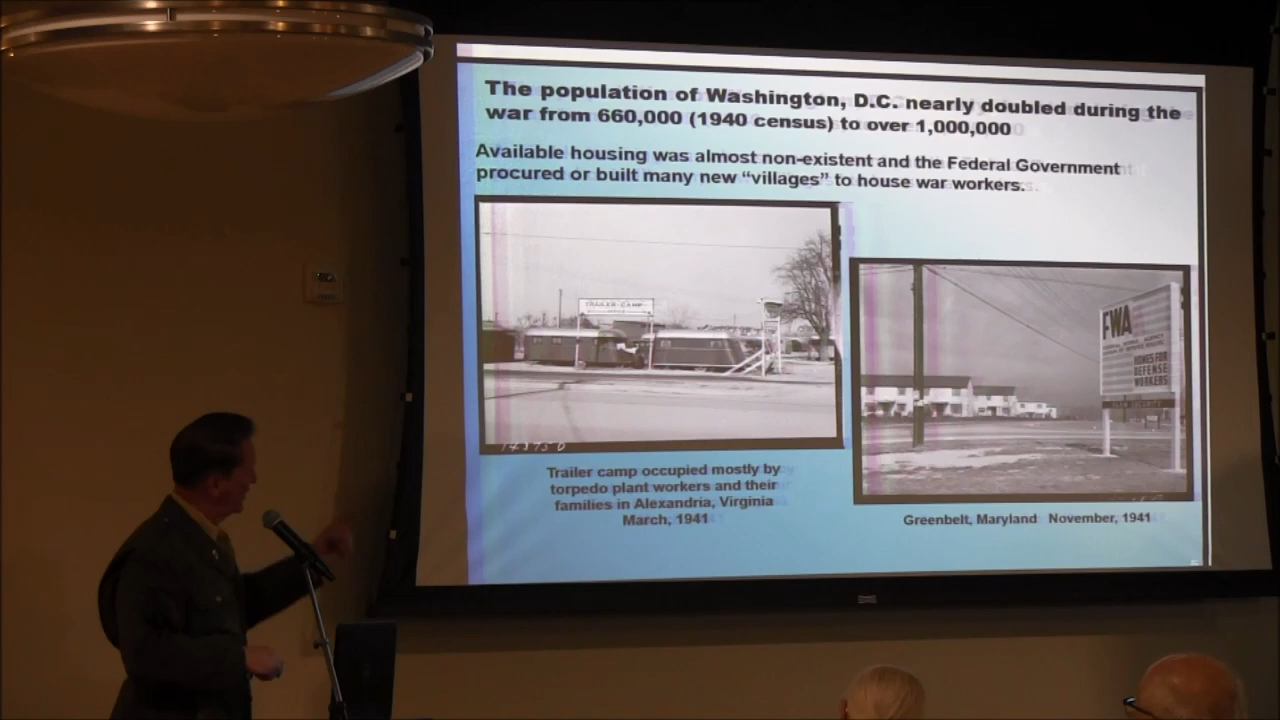 The population of Washington, D.C. nearly doubled during the
war from 660,000 (1940 census) to over 1,000,000
Available housing was almost non-existent and the Federal Government
procured or built many new “villages” to house war workers.
TRAILER-CAMP
FWA
HOMES FOR
DEFENSE
WORKERS
Trailer camp occupied mostly by
torpedo plant workers and their
families in Alexandria, Virginia
March, 1941
Greenbelt, Maryland November, 1941